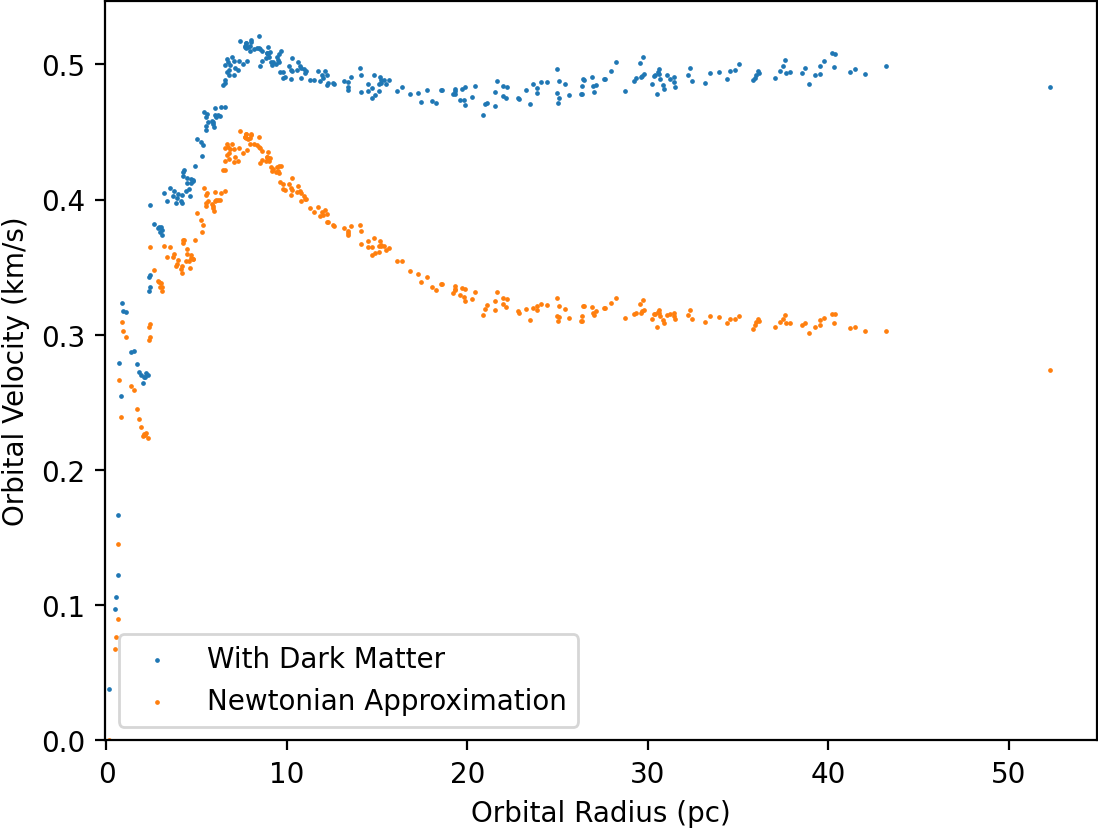 Orbital Velocity (km/s)
0.5
0.4
0.3
0.2
0.1
0.0
With Dark Matter
Newtonian Approximation
0 10 20 30 40 50
Orbital Radius (pc)